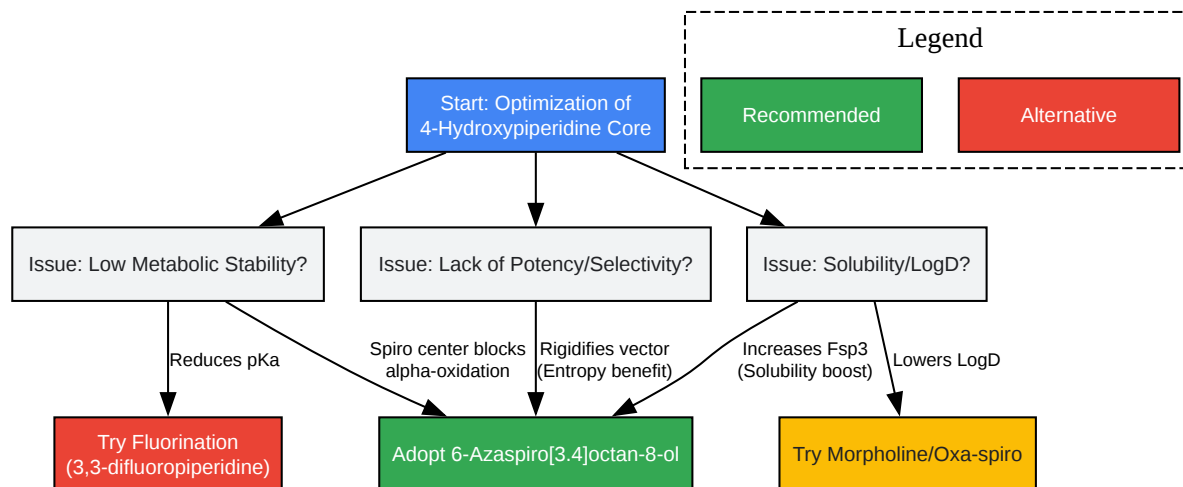 Legend
Start: Optimization of
4-Hydroxypiperidine Core
Recommended
Alternative
Issue: Low Metabolic Stability?
Issue: Lack of Potency/Selectivity?
Issue: Solubility/LogD?
Reduces pKa
Spiro center blocks
alpha-oxidation
Rigidifies vector
(Entropy benefit)
Increases Fsp3
(Solubility boost)
Lowers LogD
Try Fluorination
(3,3-difluoropiperidine)
Adopt 6-Azaspiro[3.4]octan-8-ol
Try Morpholine/Oxa-spiro